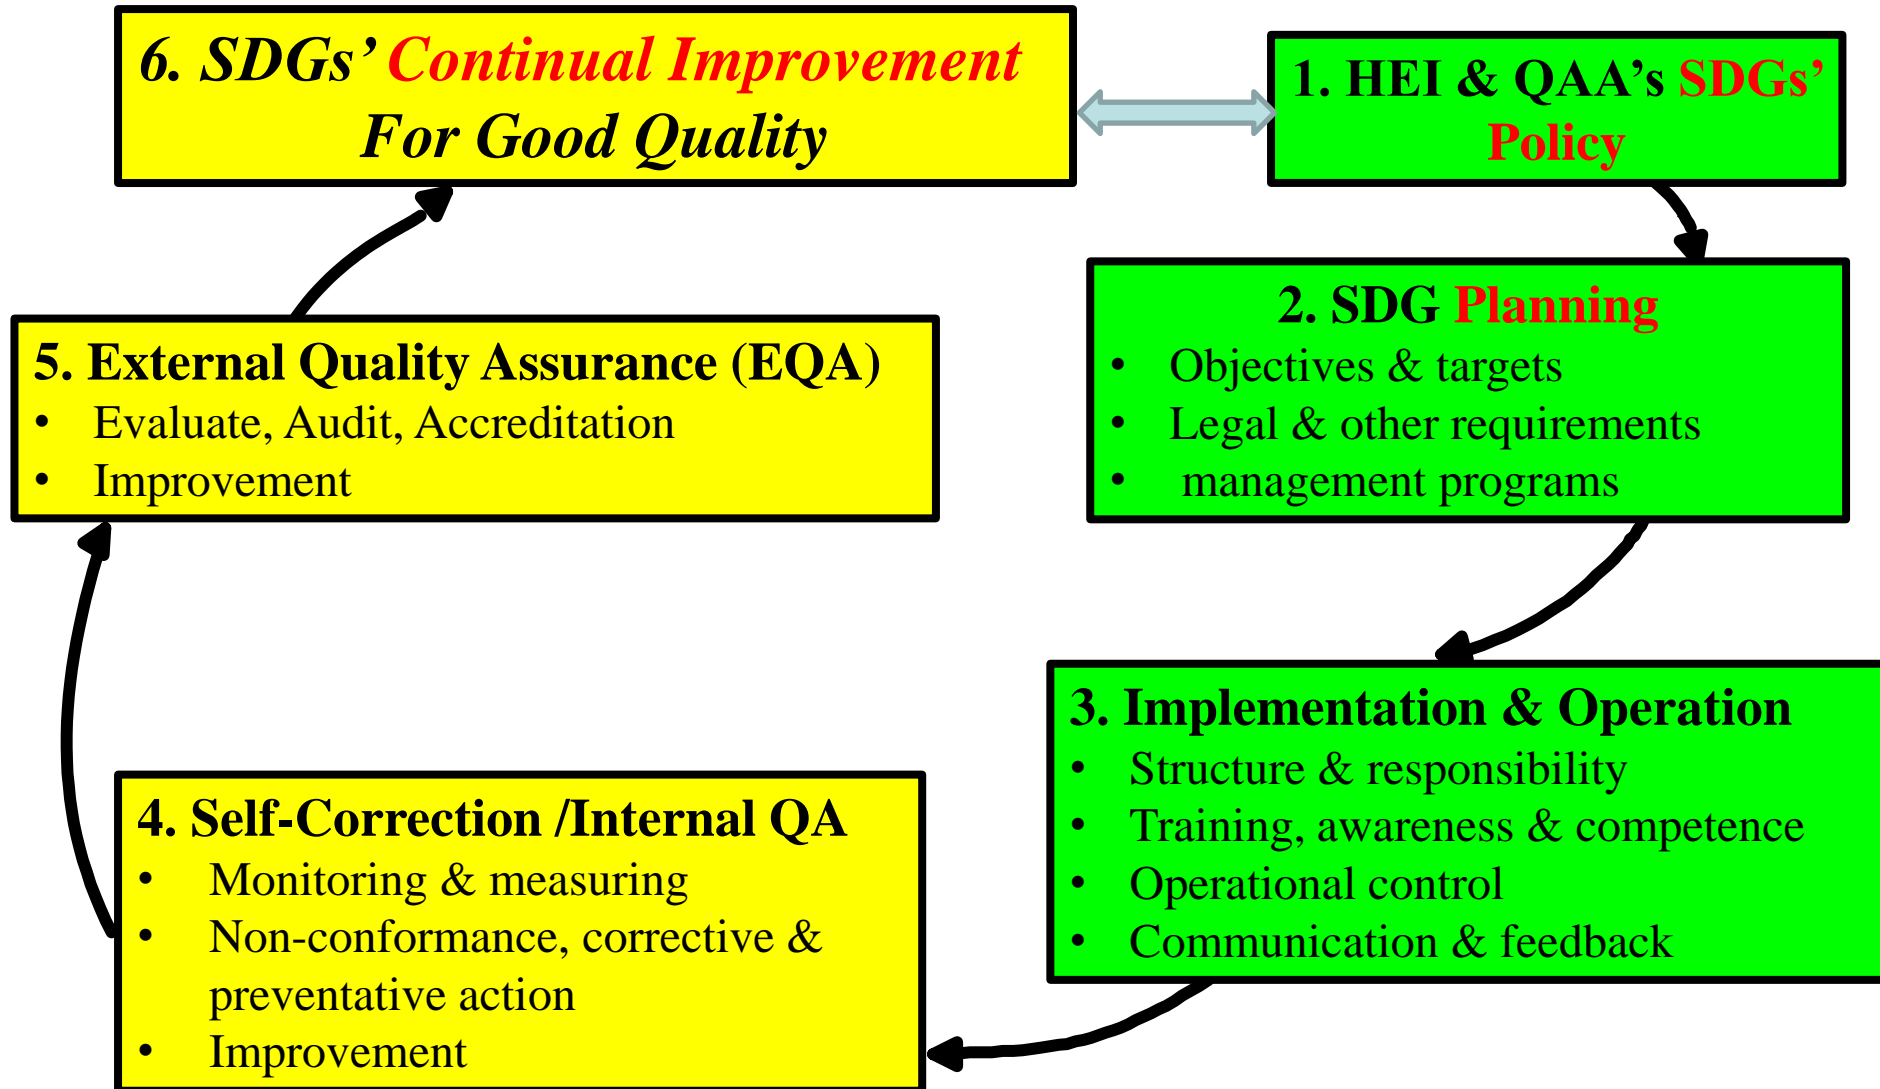 6. SDGs’ Continual Improvement
For Good Quality
1. HEI & QAA’s SDGs’
Policy
2. SDG Planning
• Objectives & targets
• Legal & other requirements
• management programs
3. Implementation & Operation
• Structure & responsibility
• Training, awareness & competence
• Operational control
• Communication & feedback
4. Self-Correction /Internal QA
• Monitoring & measuring
• Non-conformance, corrective &
preventative action
• Improvement
5. External Quality Assurance (EQA)
• Evaluate, Audit, Accreditation
• Improvement